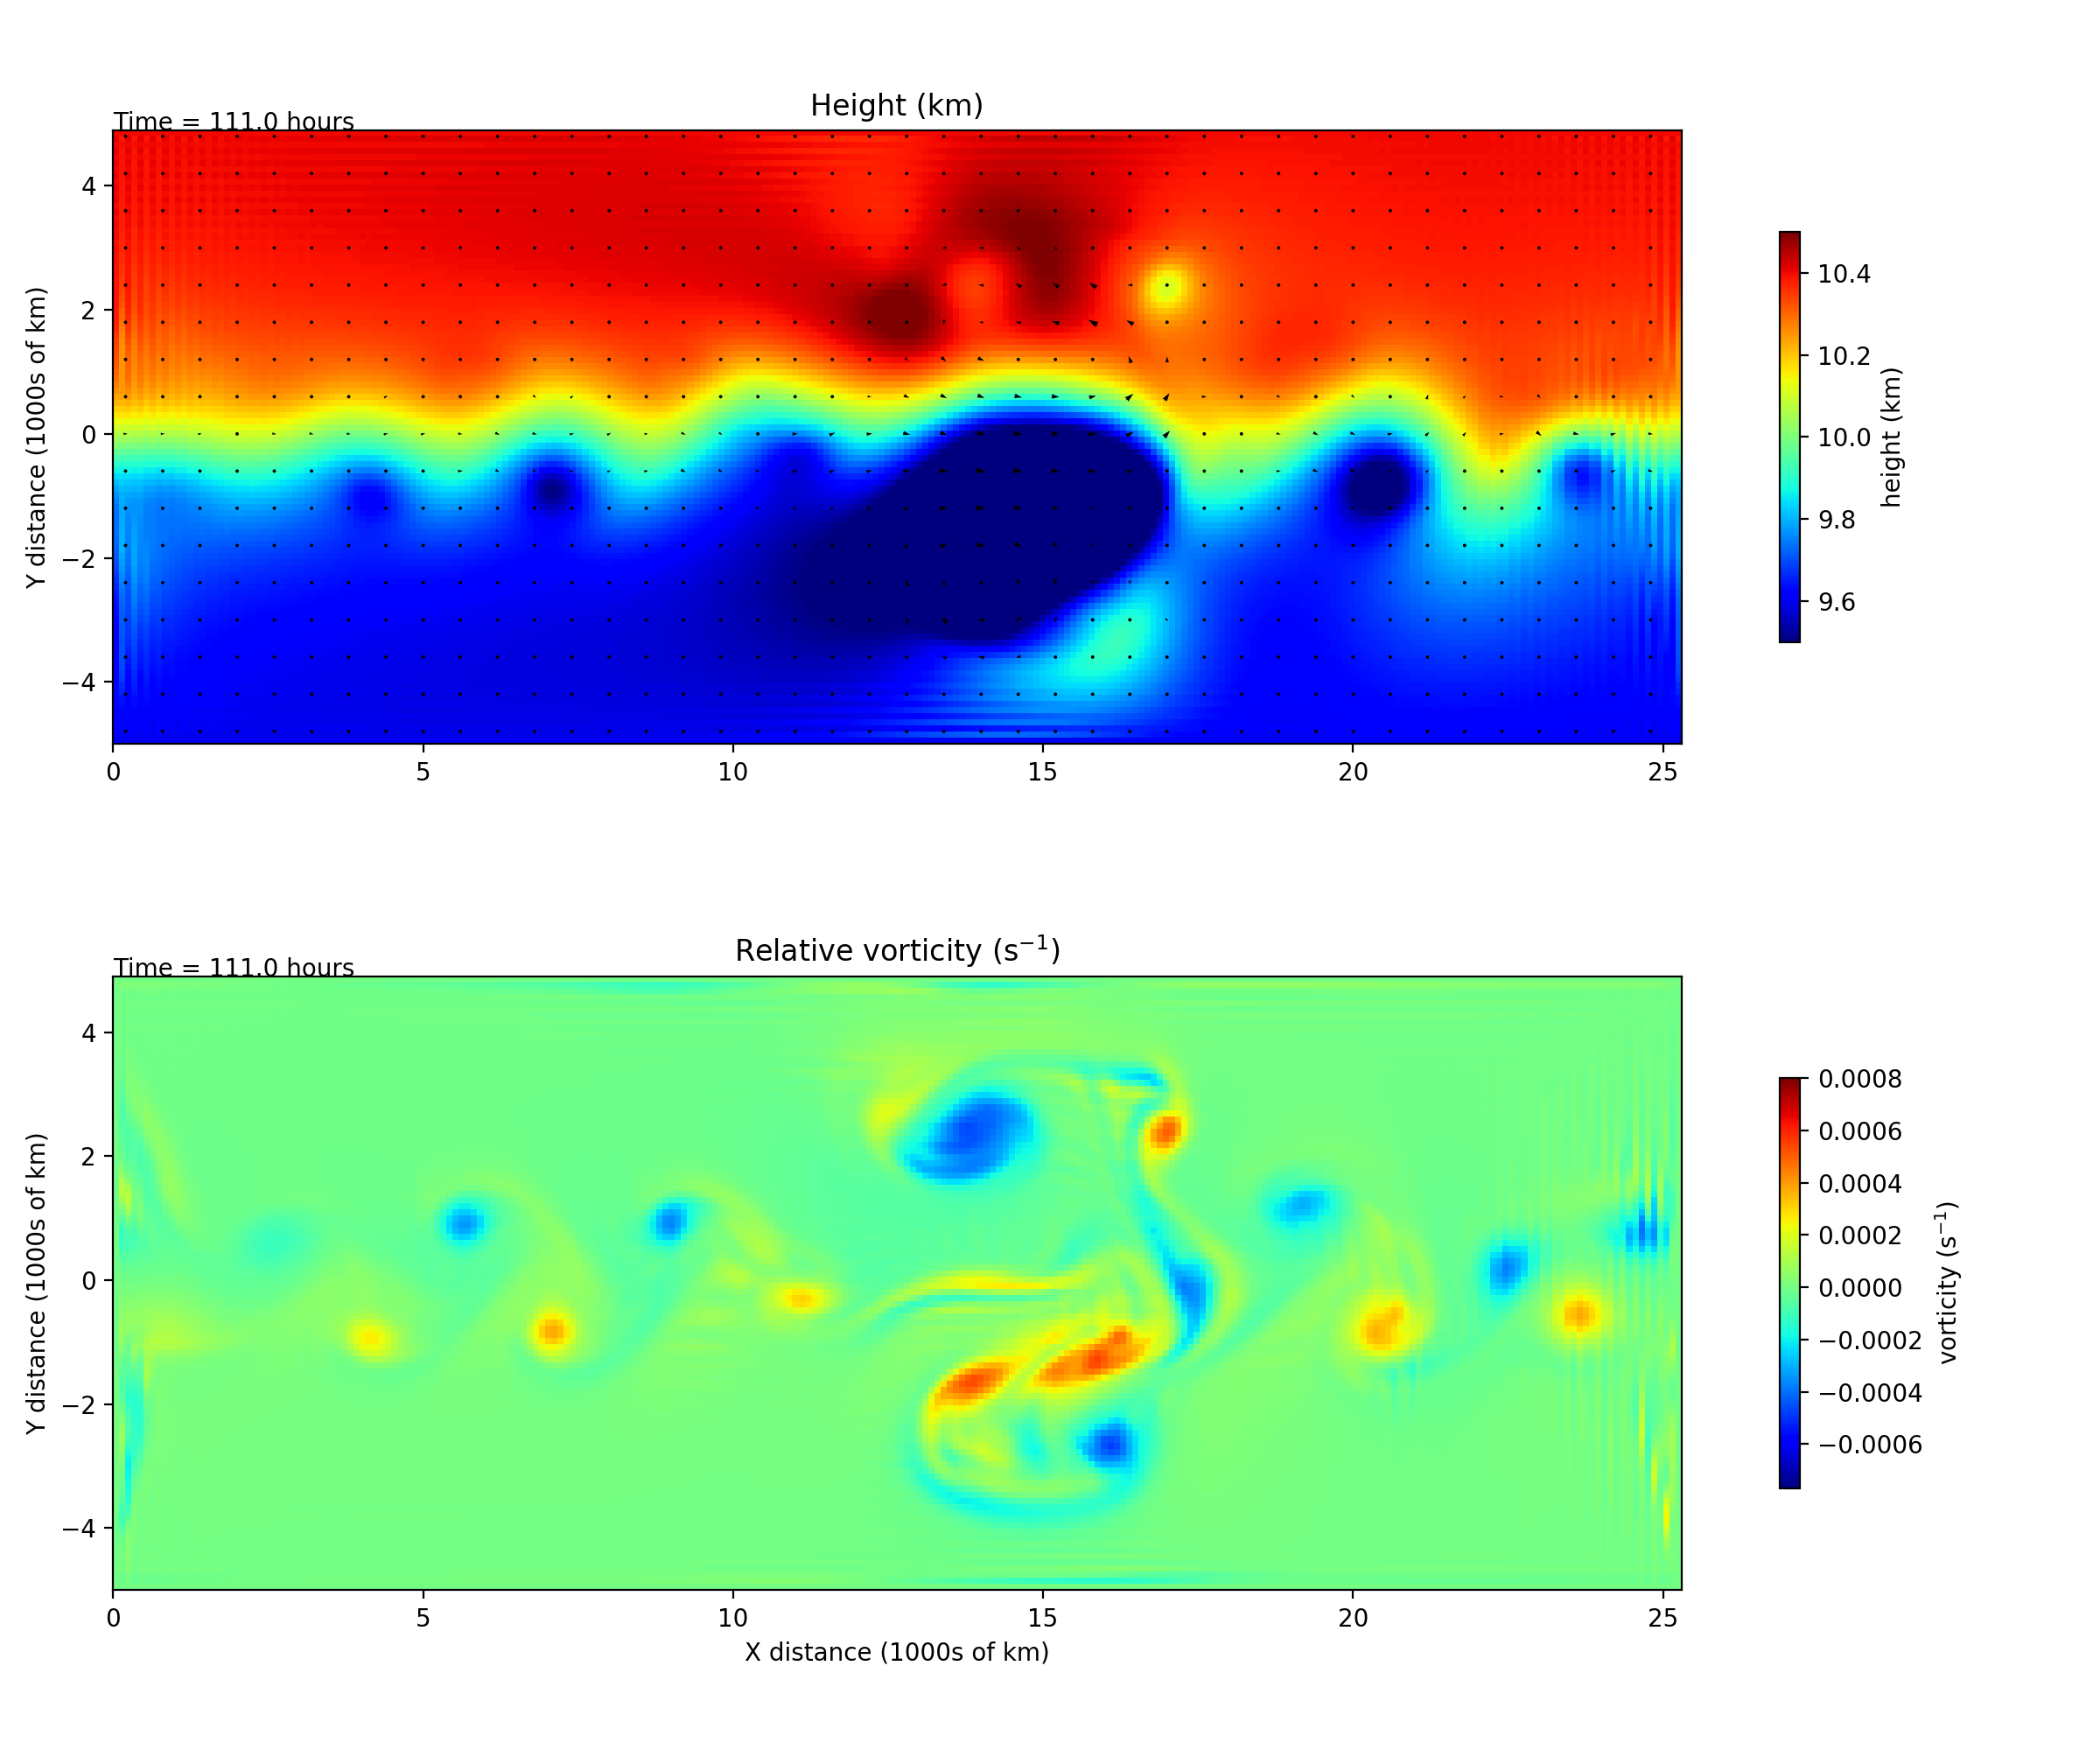 Height (km)
Time = 111.0 hours
4
2
0
−2
−4
Y distance (1000s of km)
0 5 10 15 20 25
10.4
10.2
10.0
9.8
9.6
height (km)
Relative vorticity (s⁻¹)
Time = 111.0 hours
4
2
0
−2
−4
Y distance (1000s of km)
0 5 10 15 20 25
X distance (1000s of km)
0.0008
0.0006
0.0004
0.0002
0.0000
−0.0002
−0.0004
−0.0006
vorticity (s⁻¹)